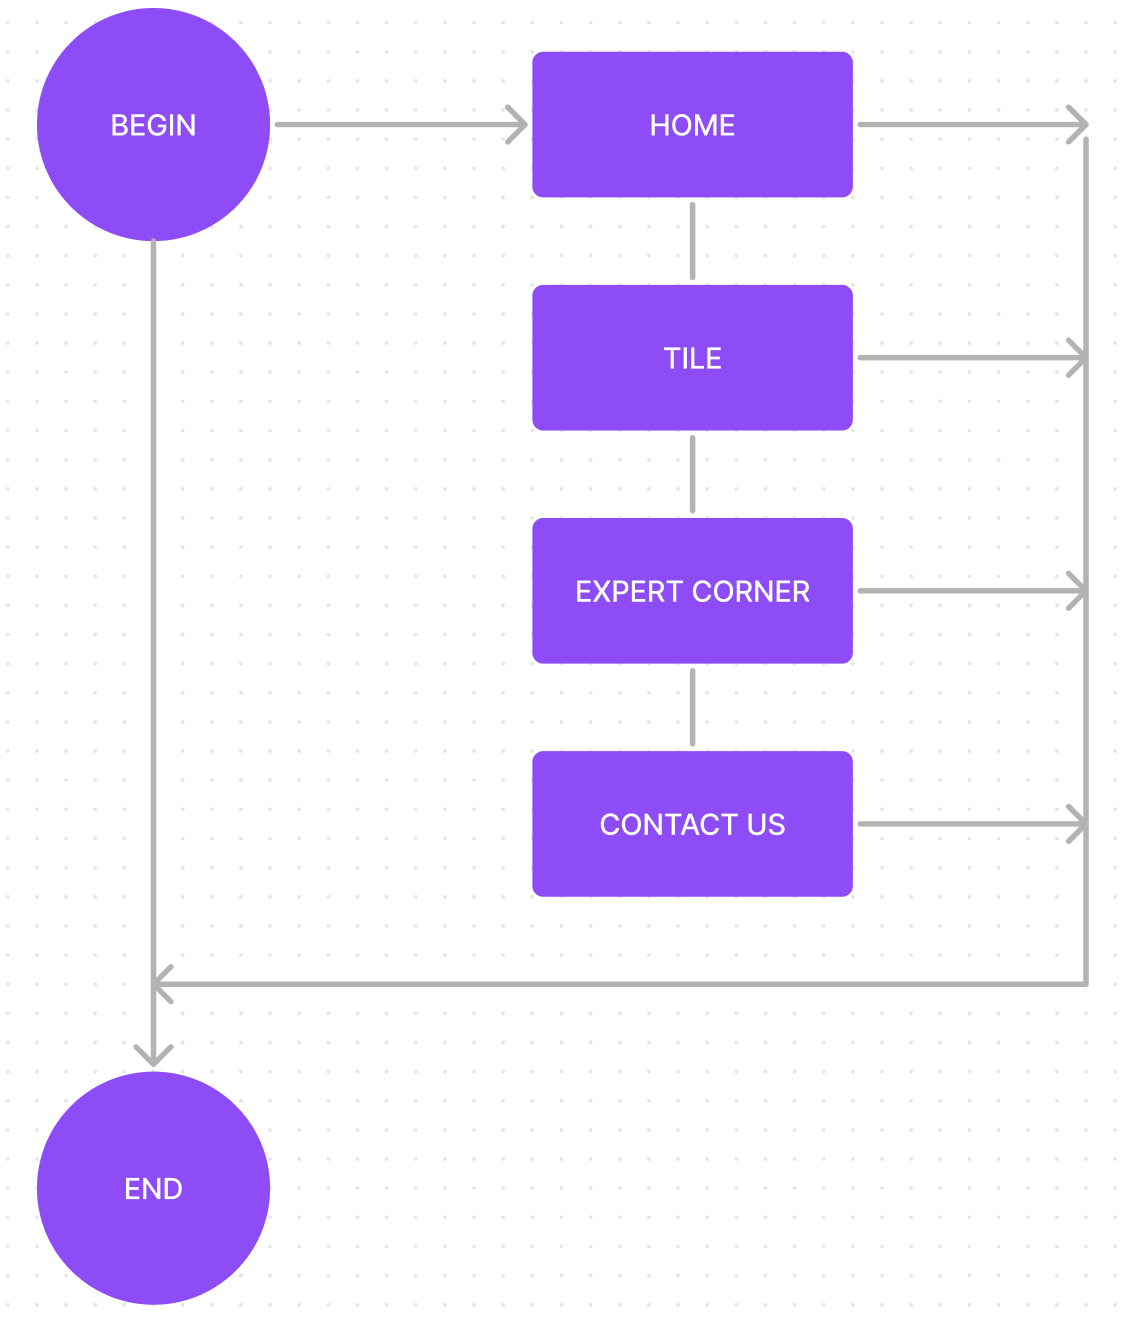 BEGIN
HOME
TILE
EXPERT CORNER
CONTACT US
END